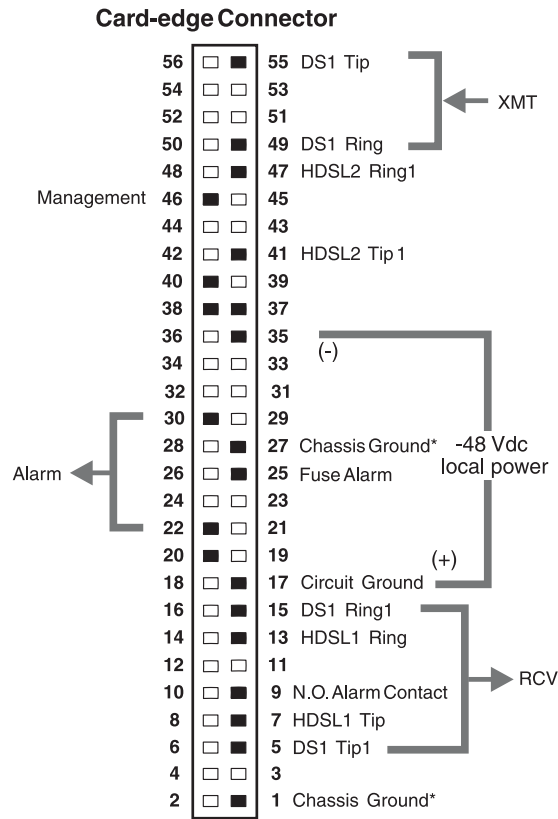 Card-edge Connector
56 55 DS1 Tip
54 53
52 51
XMT
50 49 DS1 Ring
48 47 HDSL2 Ring1
Management 46 45
44 43
42 41 HDSL2 Tip 1
40 39
38 37
36 35
(-)
34 33
32 31
30 29
28 27 Chassis Ground*
-48 Vdc
local power
Alarm
26 25 Fuse Alarm
24 23
22 21
20 19
(+)
18 17 Circuit Ground
16 15 DS1 Ring1
14 13 HDSL1 Ring
12 11
RCV
10 9 N.O. Alarm Contact
8 7 HDSL1 Tip
6 5 DS1 Tip1
4 3
2 1 Chassis Ground*